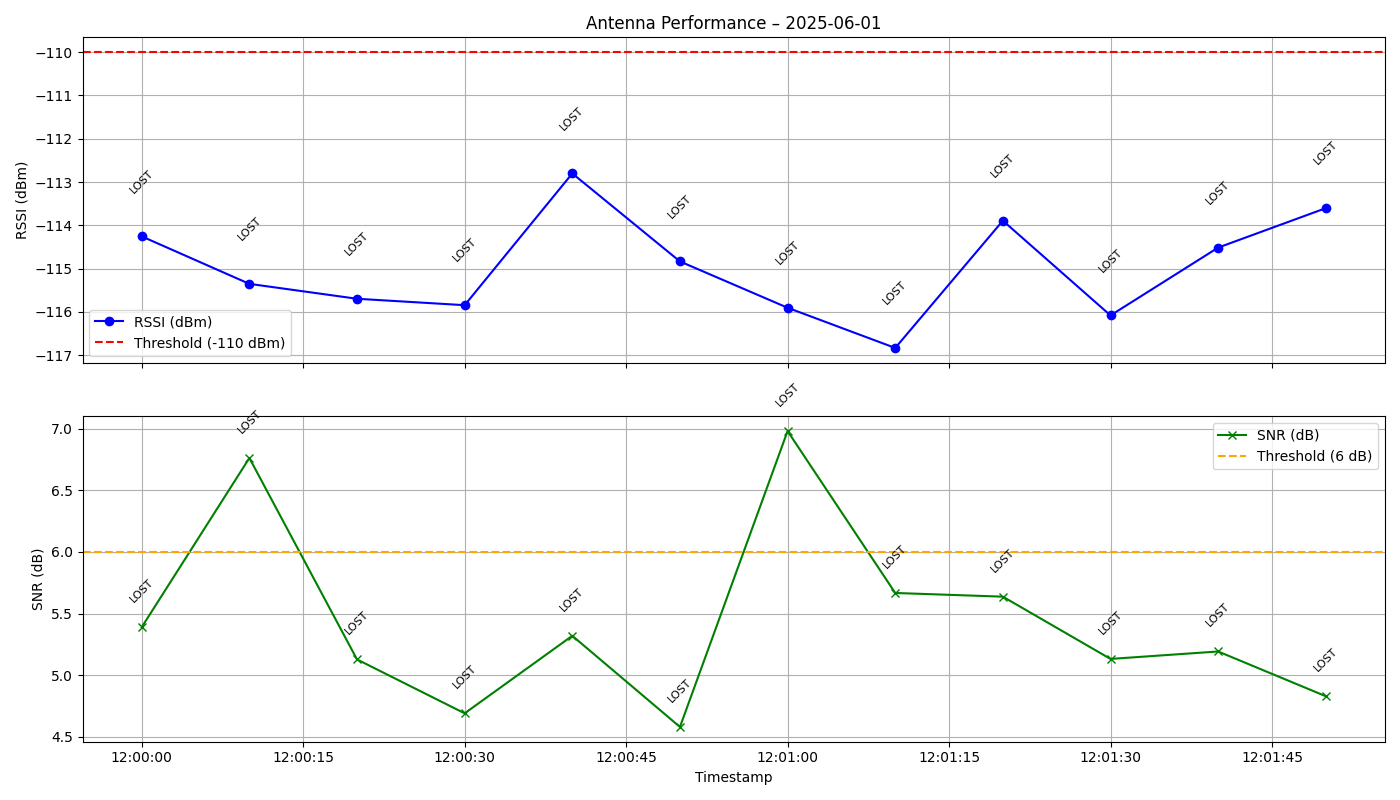 Antenna Performance – 2025-06-01
RSSI (dBm)
−110
−111
−112
−113
−114
−115
−116
−117
LOST
LOST
LOST
LOST
LOST
LOST
LOST
LOST
LOST
LOST
LOST
LOST
RSSI (dBm)
Threshold (-110 dBm)
SNR (dB)
7.0
6.5
6.0
5.5
5.0
4.5
LOST
LOST
LOST
LOST
LOST
LOST
LOST
LOST
LOST
LOST
LOST
LOST
SNR (dB)
Threshold (6 dB)
12:00:00 12:00:15 12:00:30 12:00:45 12:01:00 12:01:15 12:01:30 12:01:45
Timestamp